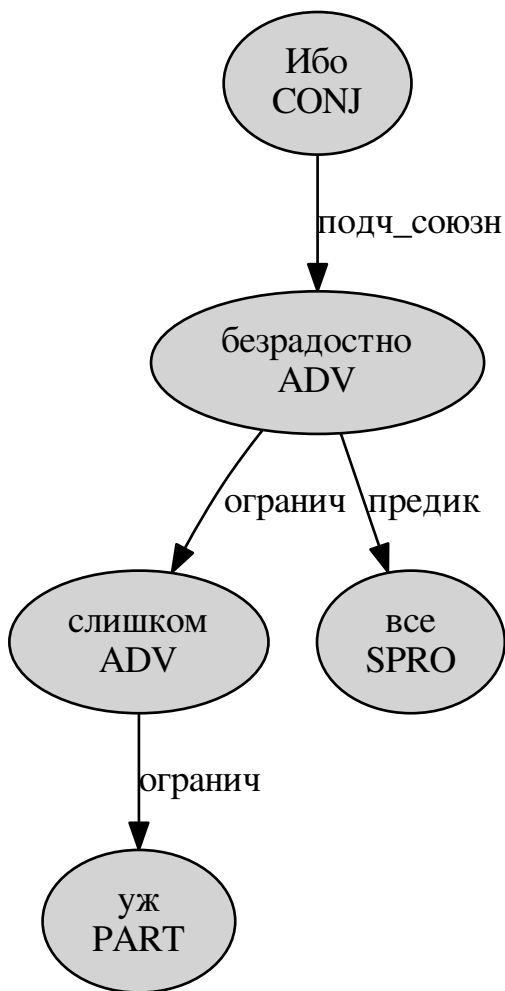 Ибо
CONJ
подч_союзн
безрадостно
ADV
огранич
предик
слишком
ADV
все
SPRO
огранич
уж
PART